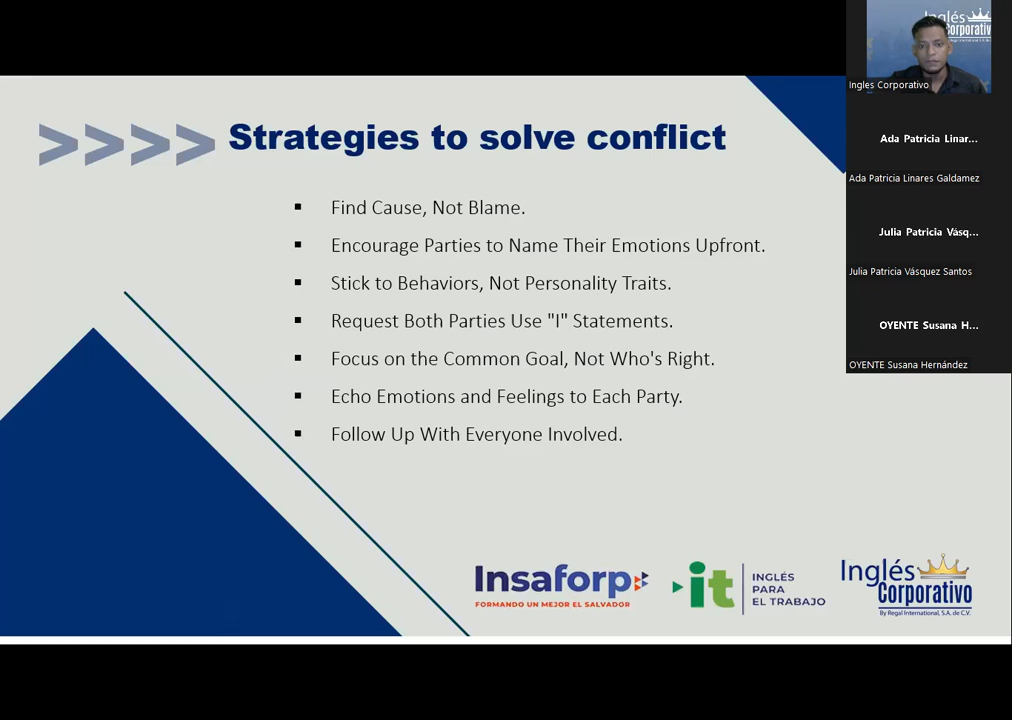 >>>> Strategies to solve conflict
▪ Find Cause, Not Blame.
▪ Encourage Parties to Name Their Emotions Upfront.
▪ Stick to Behaviors, Not Personality Traits.
▪ Request Both Parties Use "I" Statements.
▪ Focus on the Common Goal, Not Who's Right.
▪ Echo Emotions and Feelings to Each Party.
▪ Follow Up With Everyone Involved.
Insaforp
FORMANDO UN MEJOR EL SALVADOR
it
INGLÉS
PARA
EL TRABAJO
Inglés
Corporativo
By Regal International, S.A. de C.V.
Inglés
Corporativo
Ingles Corporativo
Ada Patricia Linar...
Ada Patricia Linares Galdamez
Julia Patricia Vásq...
Julia Patricia Vásquez Santos
OYENTE Susana H...
OYENTE Susana Hernández